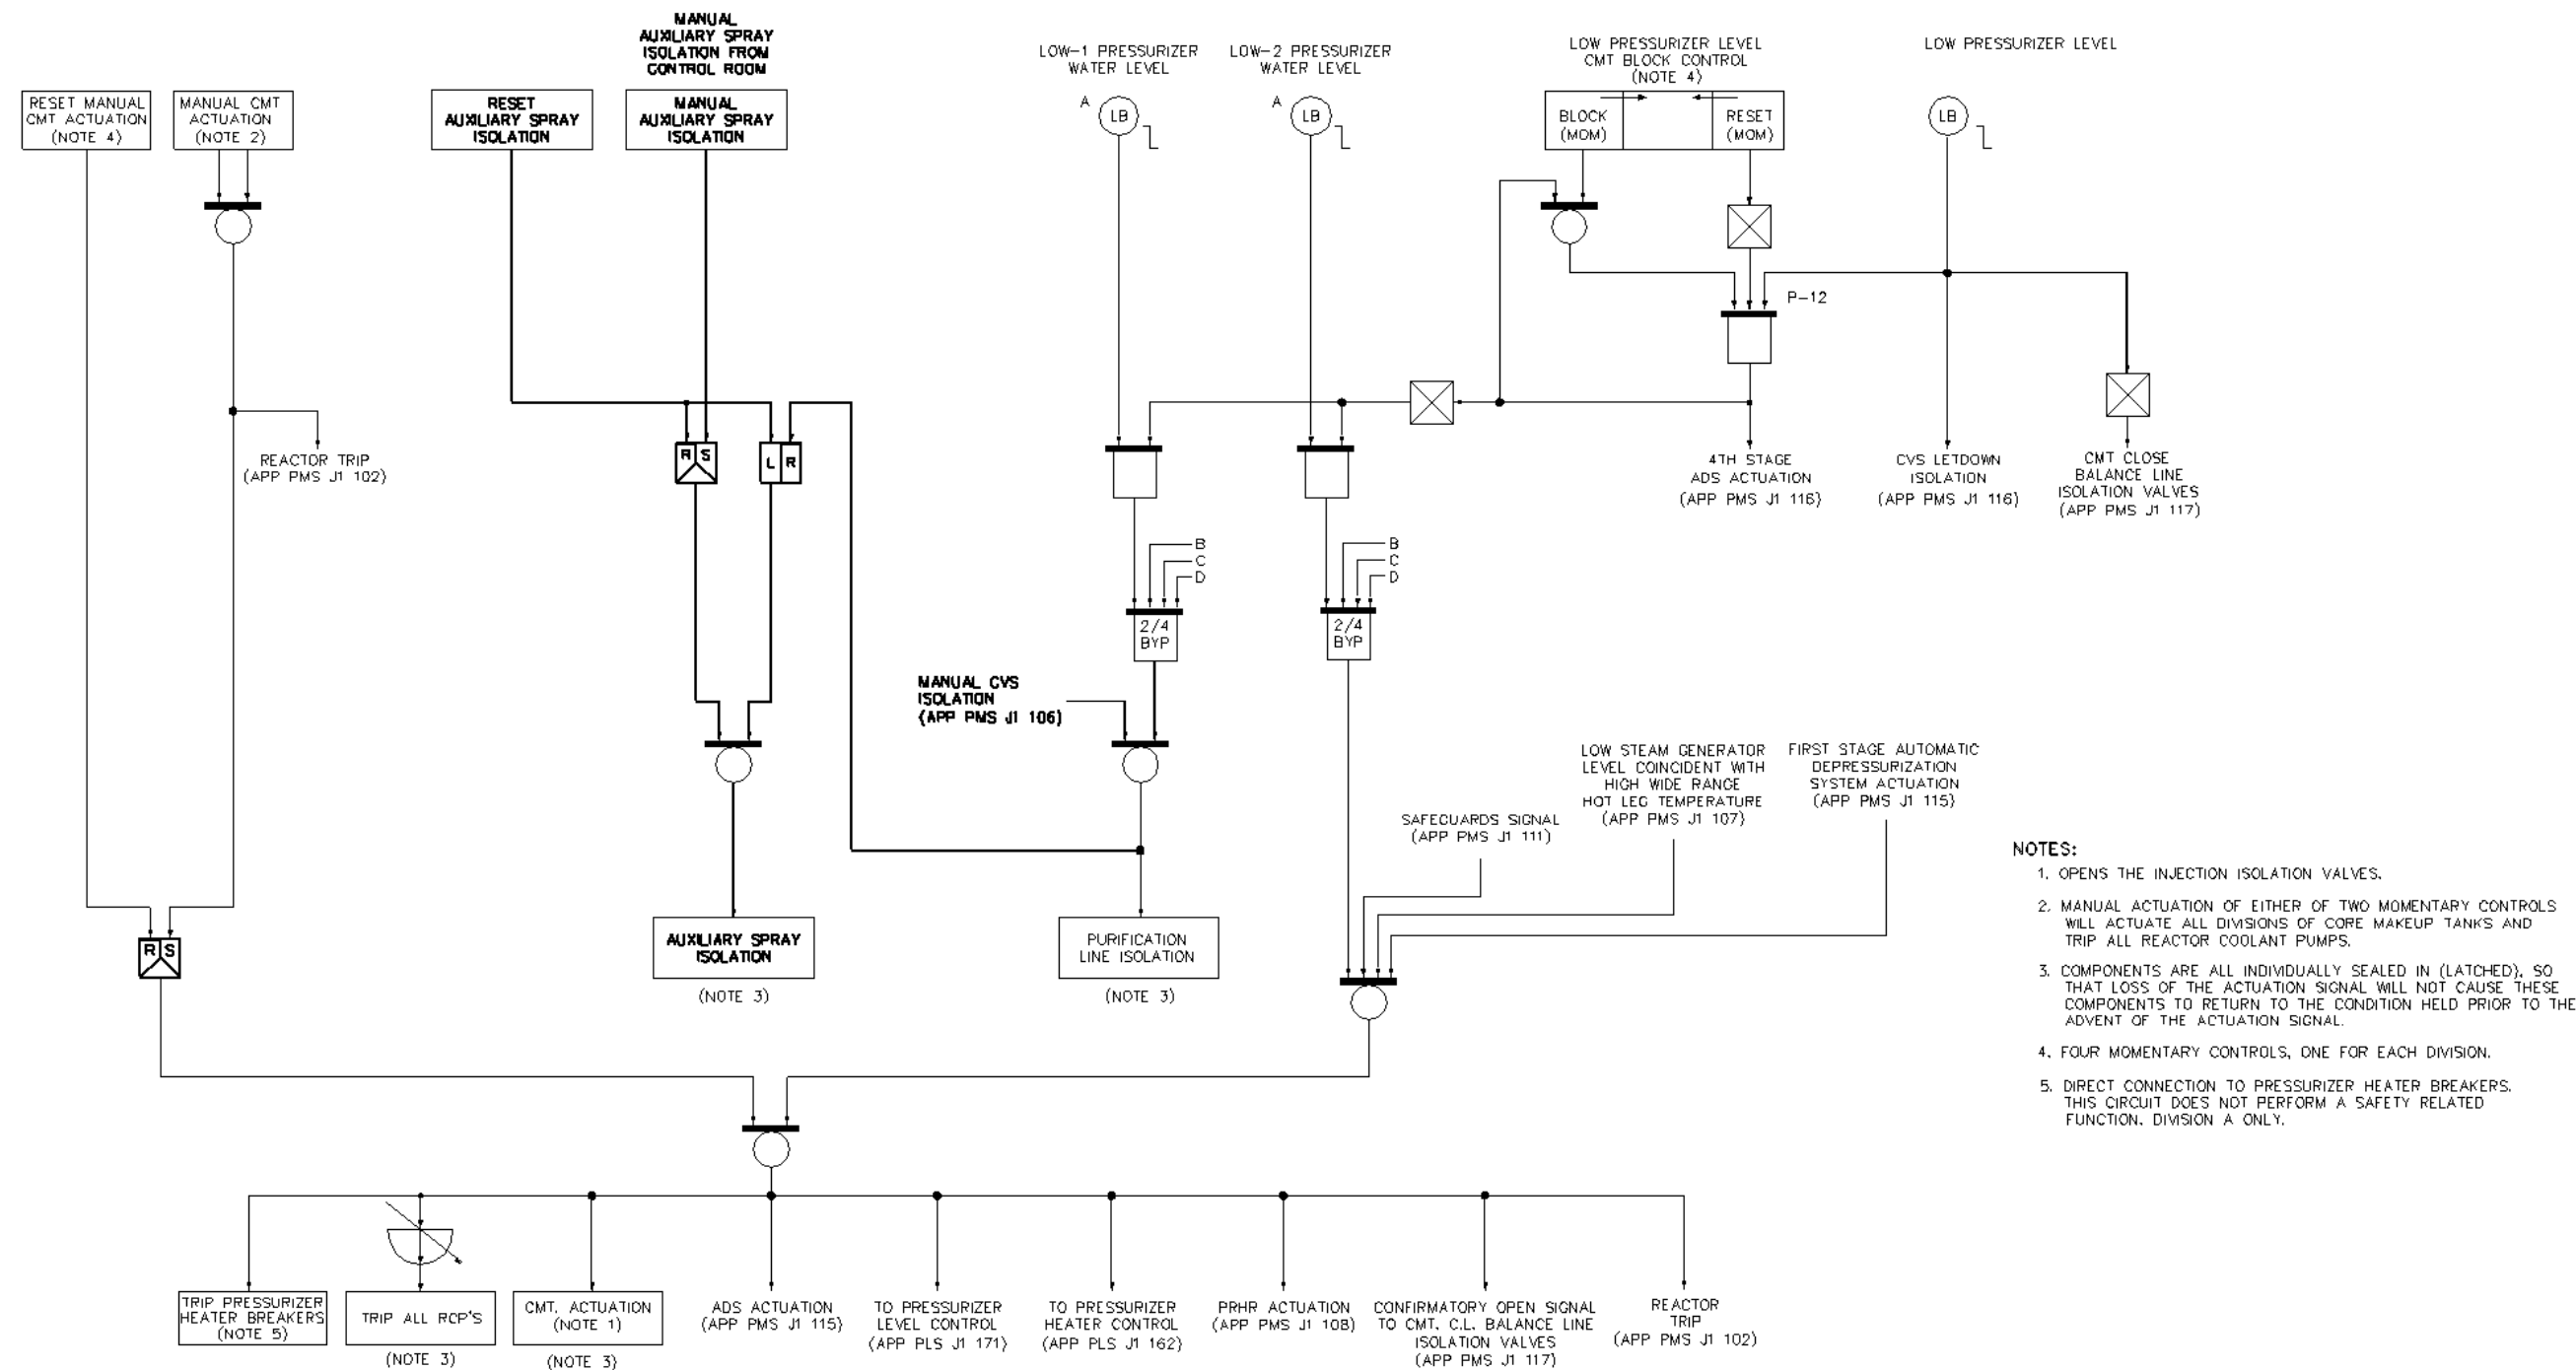 MANUAL
AUXILIARY SPRAY
ISOLATION FROM
CONTROL ROOM
LOW-1 PRESSURIZER
WATER LEVEL
LOW-2 PRESSURIZER
WATER LEVEL
LOW PRESSURIZER LEVEL
CMT BLOCK CONTROL
(NOTE 4)
LOW PRESSURIZER LEVEL
RESET MANUAL
CMT ACTUATION
(NOTE 4)
MANUAL CMT
ACTUATION
(NOTE 2)
RESET
AUXILIARY SPRAY
ISOLATION
MANUAL
AUXILIARY SPRAY
ISOLATION
A
LB
A
LB
BLOCK
(MOM)
RESET
(MOM)
LB
P-12
REACTOR TRIP
(APP PMS J1 102)
R S
L R
4TH STAGE
ADS ACTUATION
(APP PMS J1 116)
CVS LETDOWN
ISOLATION
(APP PMS J1 116)
CMT CLOSE
BALANCE LINE
ISOLATION VALVES
(APP PMS J1 117)
B
C
D
B
C
D
2/4
BYP
2/4
BYP
MANUAL CVS
ISOLATION
(APP PMS J1 106)
SAFEGUARDS SIGNAL
(APP PMS J1 111)
LOW STEAM GENERATOR
LEVEL COINCIDENT WITH
HIGH WIDE RANGE
HOT LEG TEMPERATURE
(APP PMS J1 107)
FIRST STAGE AUTOMATIC
DEPRESSURIZATION
SYSTEM ACTUATION
(APP PMS J1 115)
R S
AUXILIARY SPRAY
ISOLATION
(NOTE 3)
PURIFICATION
LINE ISOLATION
(NOTE 3)
NOTES:
1. OPENS THE INJECTION ISOLATION VALVES.
2. MANUAL ACTUATION OF EITHER OF TWO MOMENTARY CONTROLS
WILL ACTUATE ALL DIVISIONS OF CORE MAKEUP TANKS AND
TRIP ALL REACTOR COOLANT PUMPS.
3. COMPONENTS ARE ALL INDIVIDUALLY SEALED IN (LATCHED), SO
THAT LOSS OF THE ACTUATION SIGNAL WILL NOT CAUSE THESE
COMPONENTS TO RETURN TO THE CONDITION HELD PRIOR TO THE
ADVENT OF THE ACTUATION SIGNAL.
4. FOUR MOMENTARY CONTROLS, ONE FOR EACH DIVISION.
5. DIRECT CONNECTION TO PRESSURIZER HEATER BREAKERS.
THIS CIRCUIT DOES NOT PERFORM A SAFETY RELATED
FUNCTION. DIVISION A ONLY.
TRIP PRESSURIZER
HEATER BREAKERS
(NOTE 5)
TRIP ALL RCP'S
(NOTE 3)
CMT. ACTUATION
(NOTE 1)
(NOTE 3)
ADS ACTUATION
(APP PMS J1 115)
TO PRESSURIZER
LEVEL CONTROL
(APP PLS J1 171)
TO PRESSURIZER
HEATER CONTROL
(APP PLS J1 162)
PRHR ACTUATION
(APP PMS J1 108)
CONFIRMATORY OPEN SIGNAL
TO CMT. C.L. BALANCE LINE
ISOLATION VALVES
(APP PMS J1 117)
REACTOR
TRIP
(APP PMS J1 102)